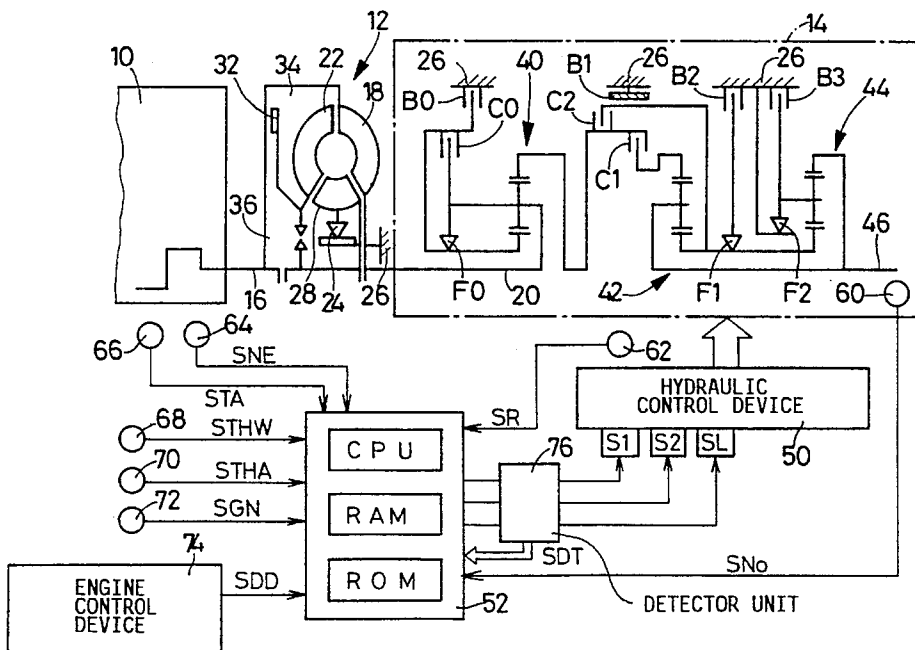 12
14
10
34
26
40
B1
26
B2
26
32
22
18
B0
C0
C2
B3
44
C1
36
46
16
28
24
26
F0
20
42
F1
F2
60
66
64
SNE
62
STA
HYDRAULIC
CONTROL DEVICE
68
STHW
SR
CPU
76
S1
S2
SL
50
70
STHA
72
SGN
RAM
SDT
SNo
74
SDD
ROM
ENGINE
CONTROL
DEVICE
52
DETECTOR UNIT